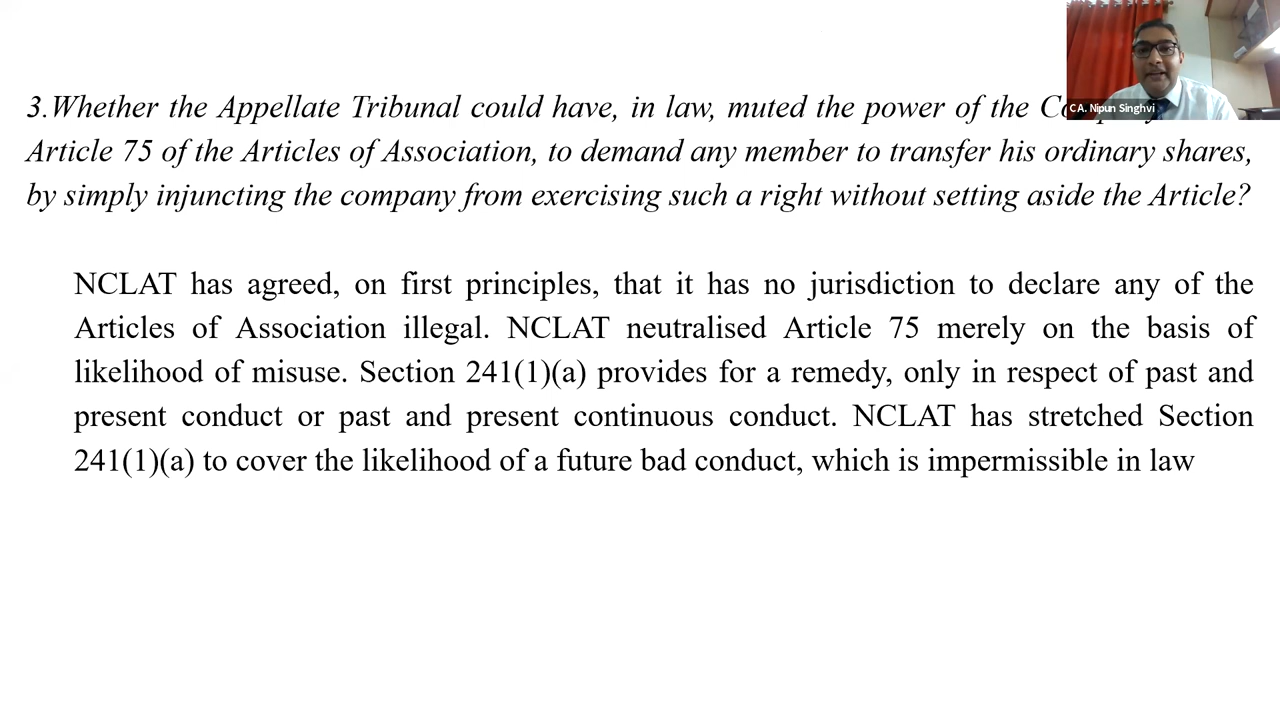 3.Whether the Appellate Tribunal could have, in law, muted the power of the
Article 75 of the Articles of Association, to demand any member to transfer his ordinary shares,
by simply injuncting the company from exercising such a right without setting aside the Article?
NCLAT has agreed, on first principles, that it has no jurisdiction to declare any of the
Articles of Association illegal. NCLAT neutralised Article 75 merely on the basis of
likelihood of misuse. Section 241(1)(a) provides for a remedy, only in respect of past and
present conduct or past and present continuous conduct. NCLAT has stretched Section
241(1)(a) to cover the likelihood of a future bad conduct, which is impermissible in law
CA. Nipun Singhvi